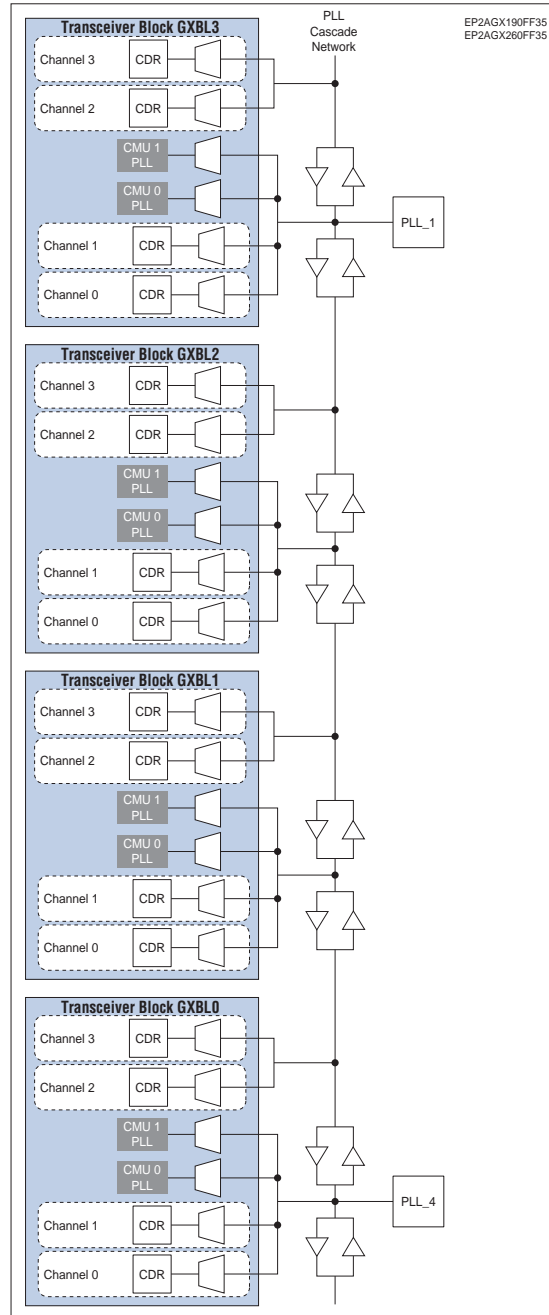 Transceiver Block GXBL3
PLL
Cascade
Network
EP2AGX190FF35
EP2AGX260FF35
Channel 3
CDR
Channel 2
CDR
CMU 1
PLL
CMU 0
PLL
PLL_1
Channel 1
CDR
Channel 0
CDR
Transceiver Block GXBL2
Channel 3
CDR
Channel 2
CDR
CMU 1
PLL
CMU 0
PLL
Channel 1
CDR
Channel 0
CDR
Transceiver Block GXBL1
Channel 3
CDR
Channel 2
CDR
CMU 1
PLL
CMU 0
PLL
Channel 1
CDR
Channel 0
CDR
Transceiver Block GXBL0
Channel 3
CDR
Channel 2
CDR
CMU 1
PLL
CMU 0
PLL
PLL_4
Channel 1
CDR
Channel 0
CDR